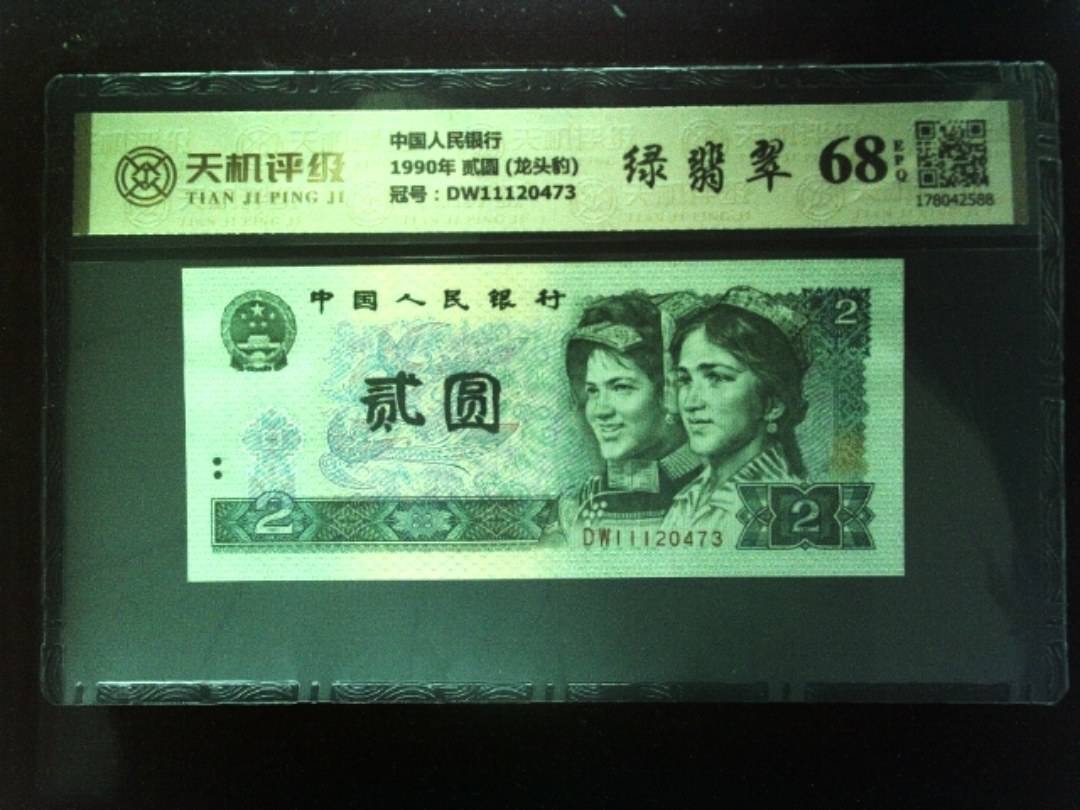 天机评级
TIAN JI PING JI
中国人民银行
1990年 贰圆 (龙头豹)
冠号：DW11120473
绿翡翠
68
EPQ
178042588
中国人民银行
2
贰圆
2
DW11120473
2